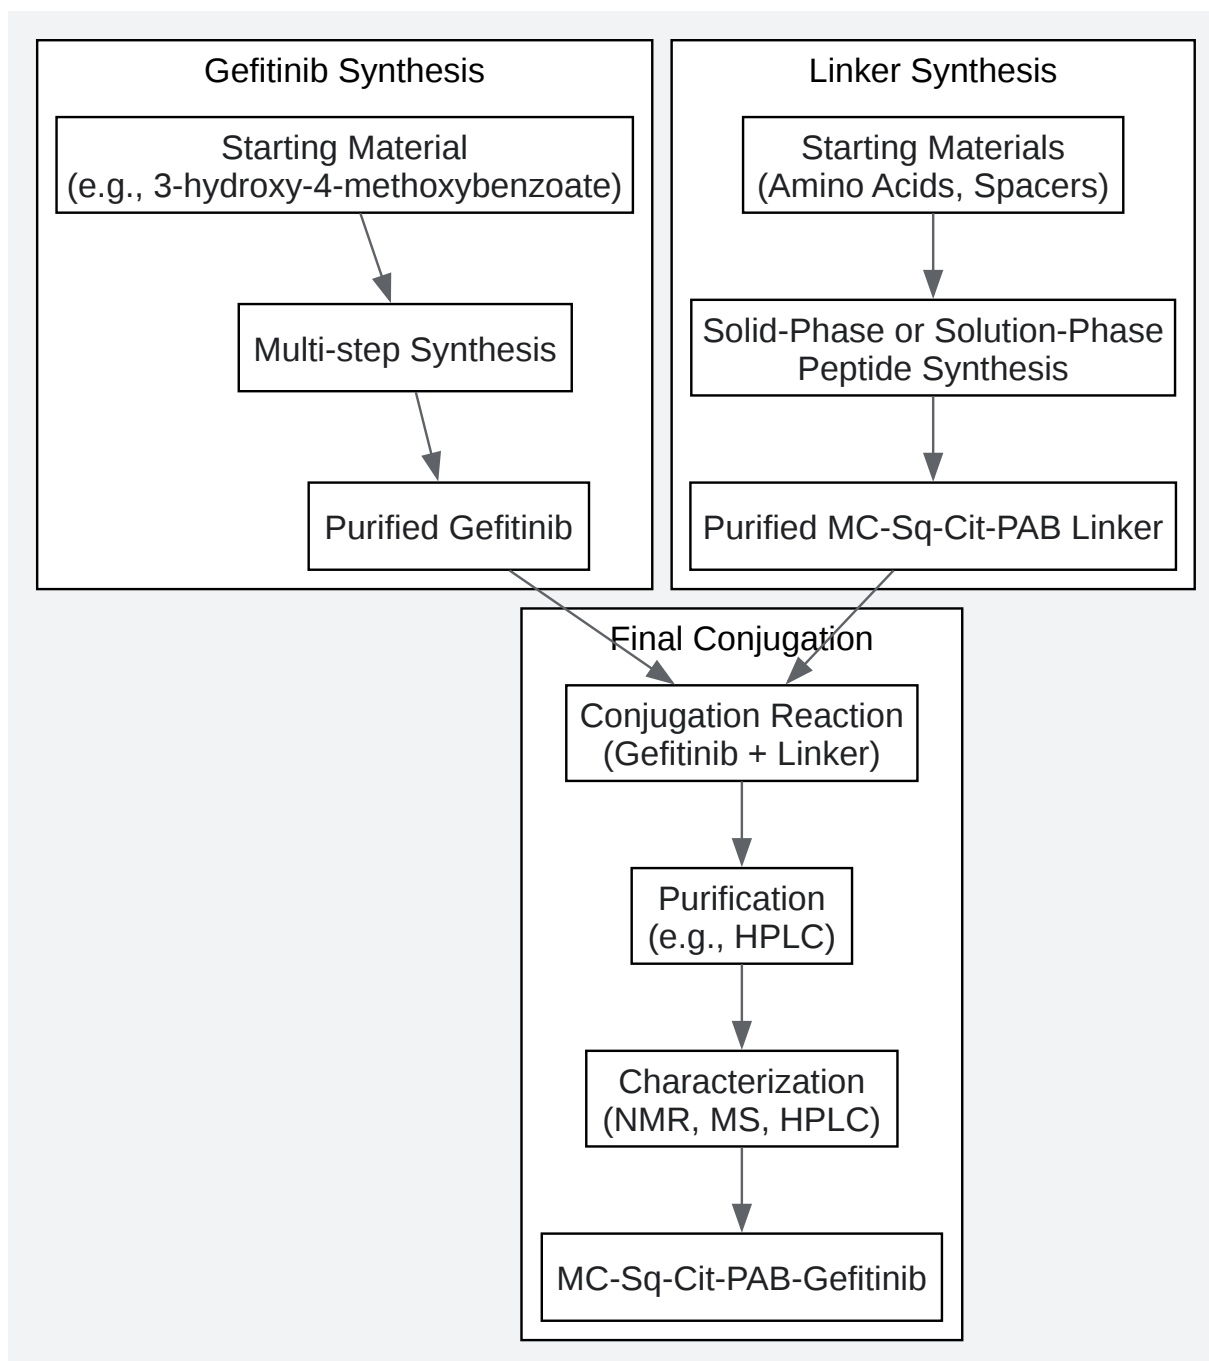 Gefitinib Synthesis
Starting Material
(e.g., 3-hydroxy-4-methoxybenzoate)
Multi-step Synthesis
Purified Gefitinib
Linker Synthesis
Starting Materials
(Amino Acids, Spacers)
Solid-Phase or Solution-Phase
Peptide Synthesis
Purified MC-Sq-Cit-PAB Linker
Final Conjugation
Conjugation Reaction
(Gefitinib + Linker)
Purification
(e.g., HPLC)
Characterization
(NMR, MS, HPLC)
MC-Sq-Cit-PAB-Gefitinib